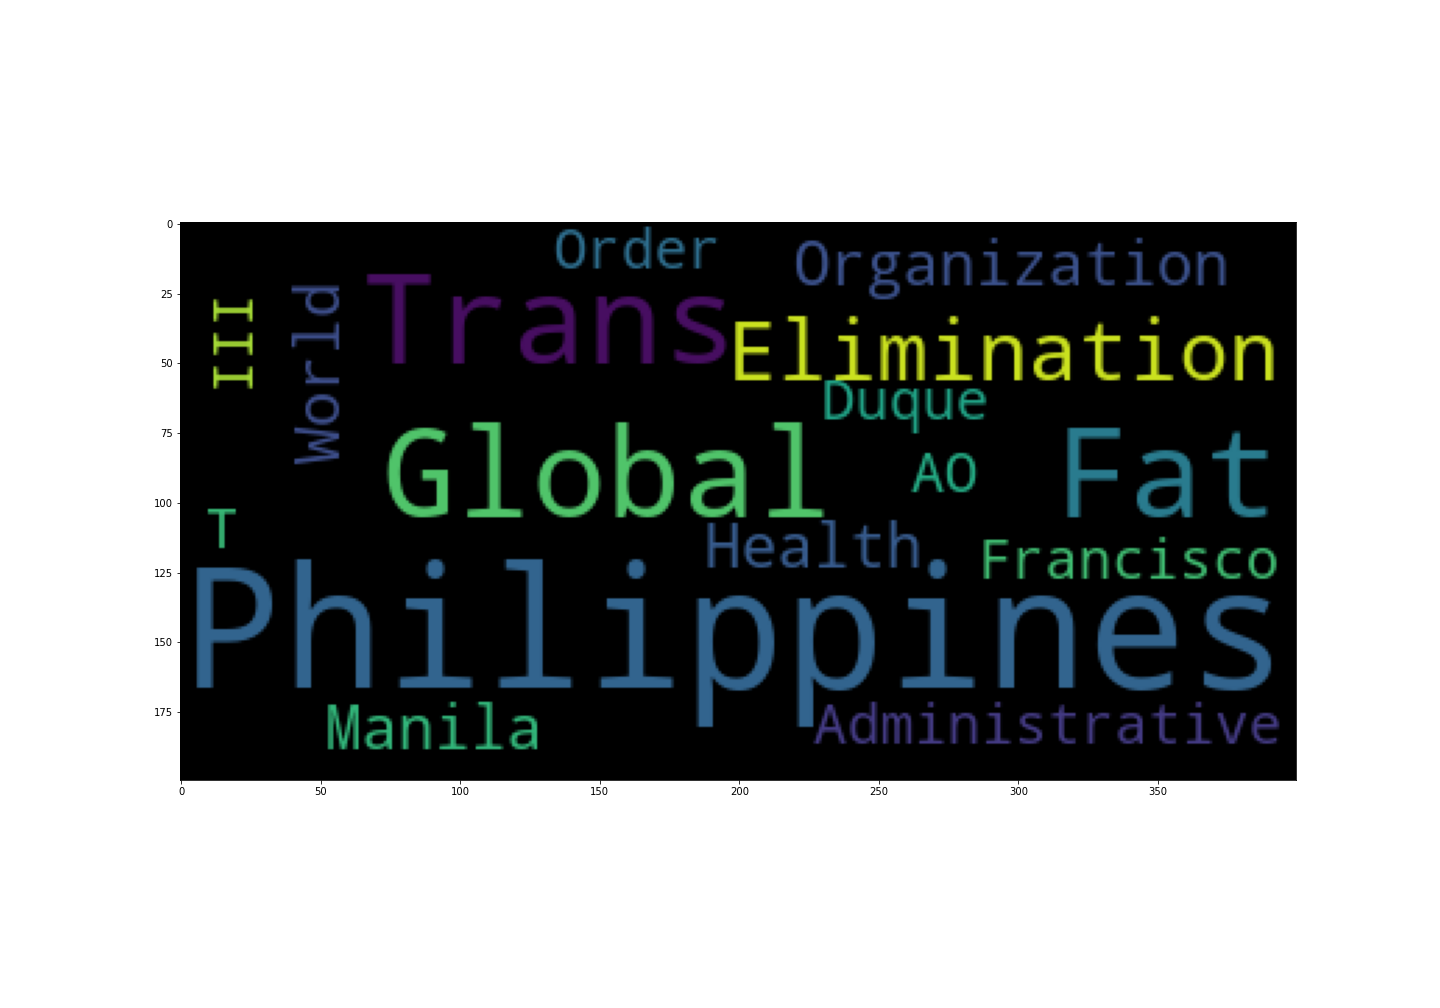 Order
Organization
Trans
III
World
Elimination
Duque
Global
AO
Fat
T
Health
Francisco
Philippines
Manila
Administrative
0
25
50
75
100
125
150
175
0 50 100 150 200 250 300 350